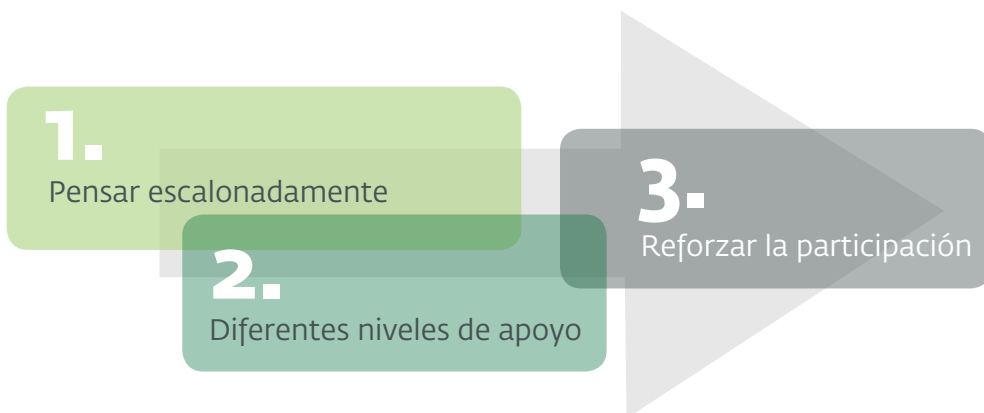 1.
Pensar escalonadamente
2.
Diferentes niveles de apoyo
3.
Reforzar la participación